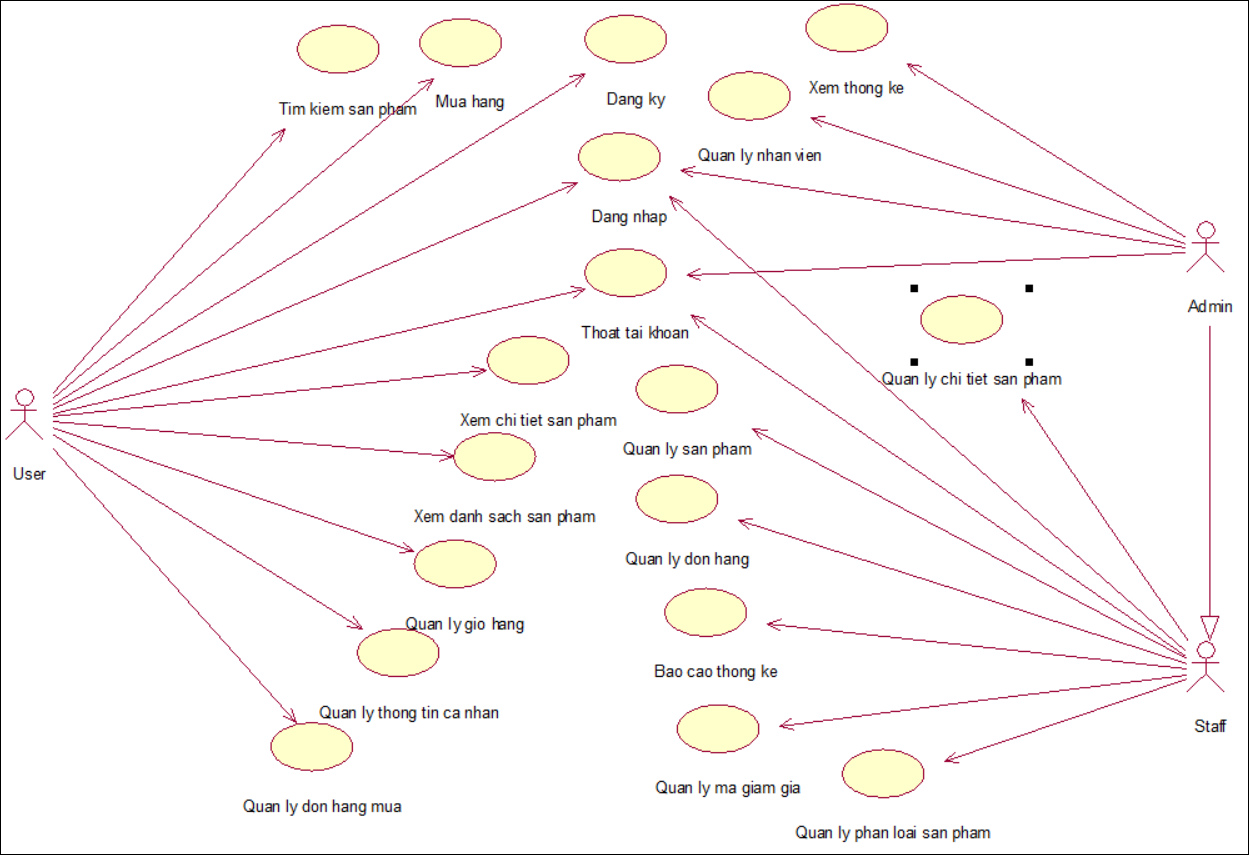 Tim kiem san pham
Mua hang
Dang ky
Xem thong ke
Quan ly nhan vien
Dang nhap
Thoat tai khoan
Admin
Quan ly chi tiet san pham
Xem chi tiet san pham
Quan ly san pham
User
Xem danh sach san pham
Quan ly don hang
Quan ly gio hang
Bao cao thong ke
Quan ly thong tin ca nhan
Staff
Quan ly ma giam gia
Quan ly don hang mua
Quan ly phan loai san pham